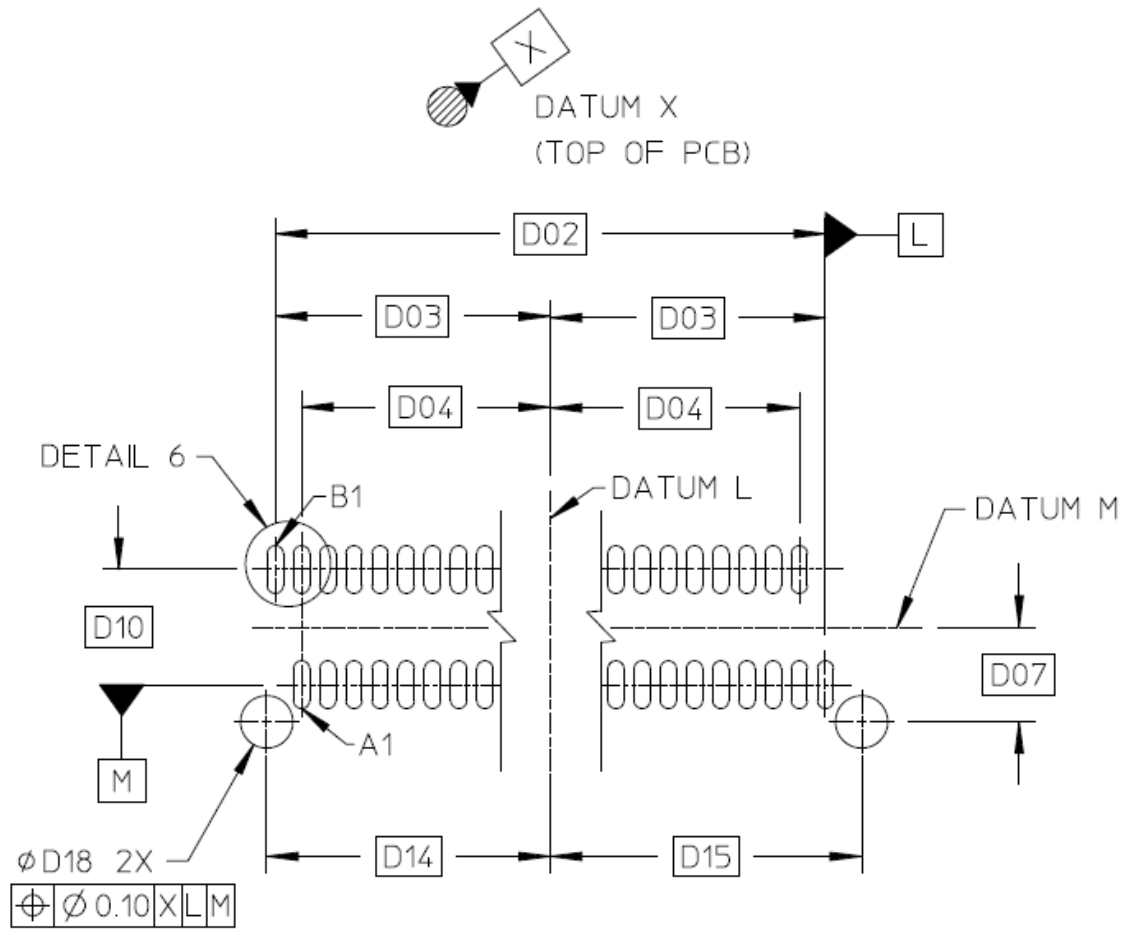 X
DATUM X
(TOP OF PCB)
D02
L
D03
D03
D04
D04
DETAIL 6
B1
DATUM L
DATUM M
D10
D07
A1
M
⌀D18 2X
D14
D15
⌖ ⌀0.10 X L M